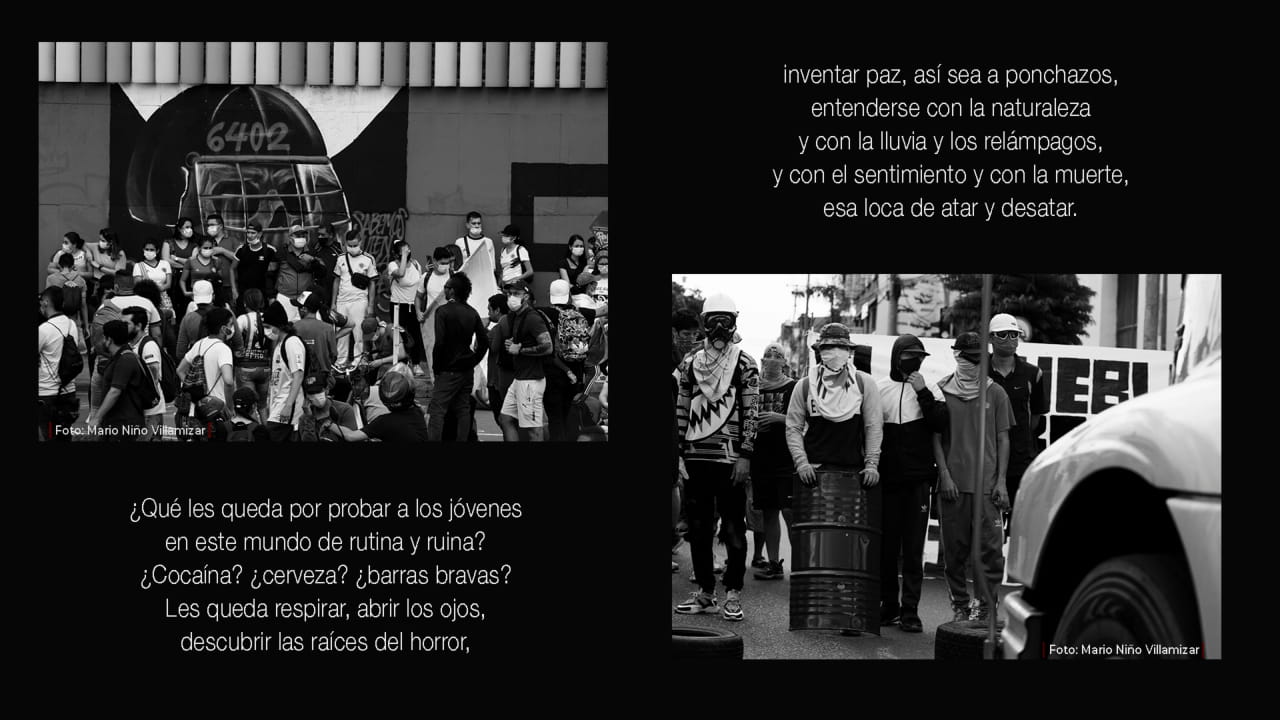 6402
SABEMOS
Foto: Mario Niño Villamizar
¿Qué les queda por probar a los jóvenes
en este mundo de rutina y ruina?
¿Cocaína? ¿cerveza? ¿barras bravas?
Les queda respirar, abrir los ojos,
descubrir las raíces del horror,
inventar paz, así sea a ponchazos,
entenderse con la naturaleza
y con la lluvia y los relámpagos,
y con el sentimiento y con la muerte,
esa loca de atar y desatar.
Foto: Mario Niño Villamizar